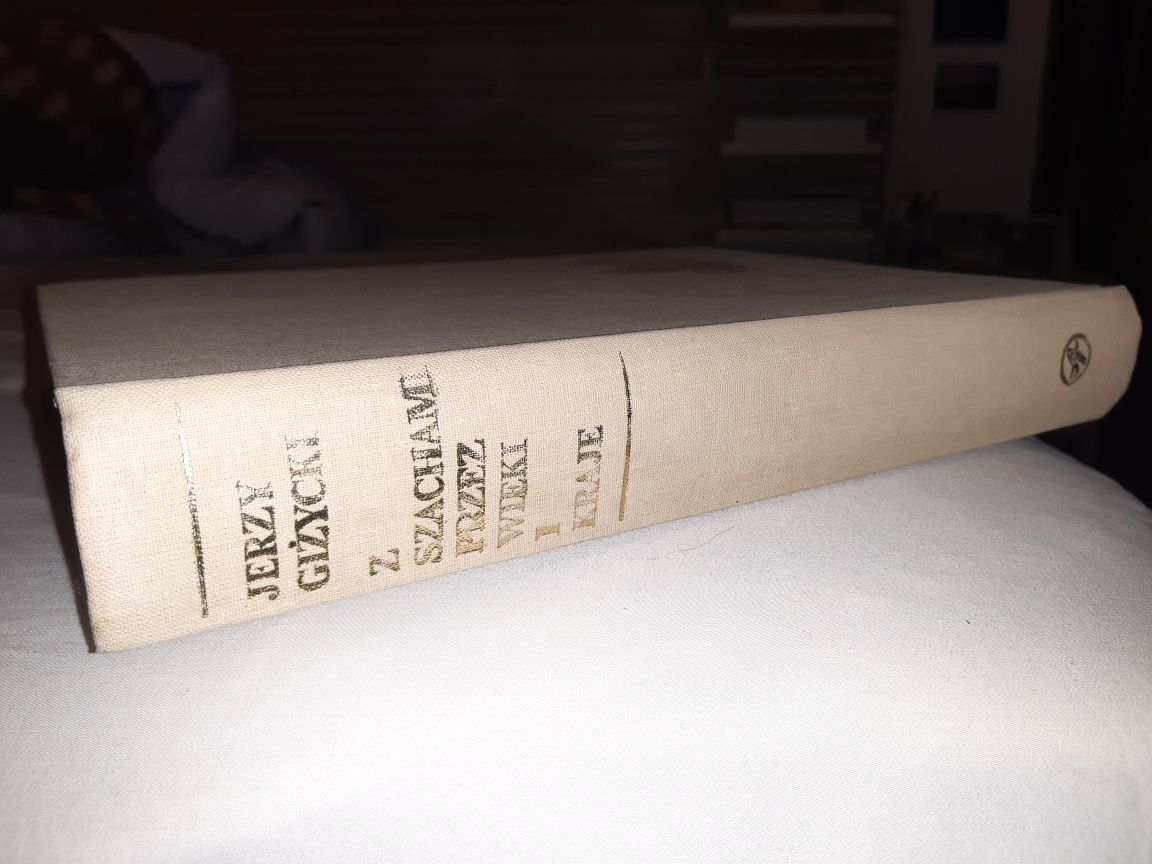 JERZY
GIŻYCKI
Z
SZACHAMI
PRZEZ
WIEKI
I
KRAJE